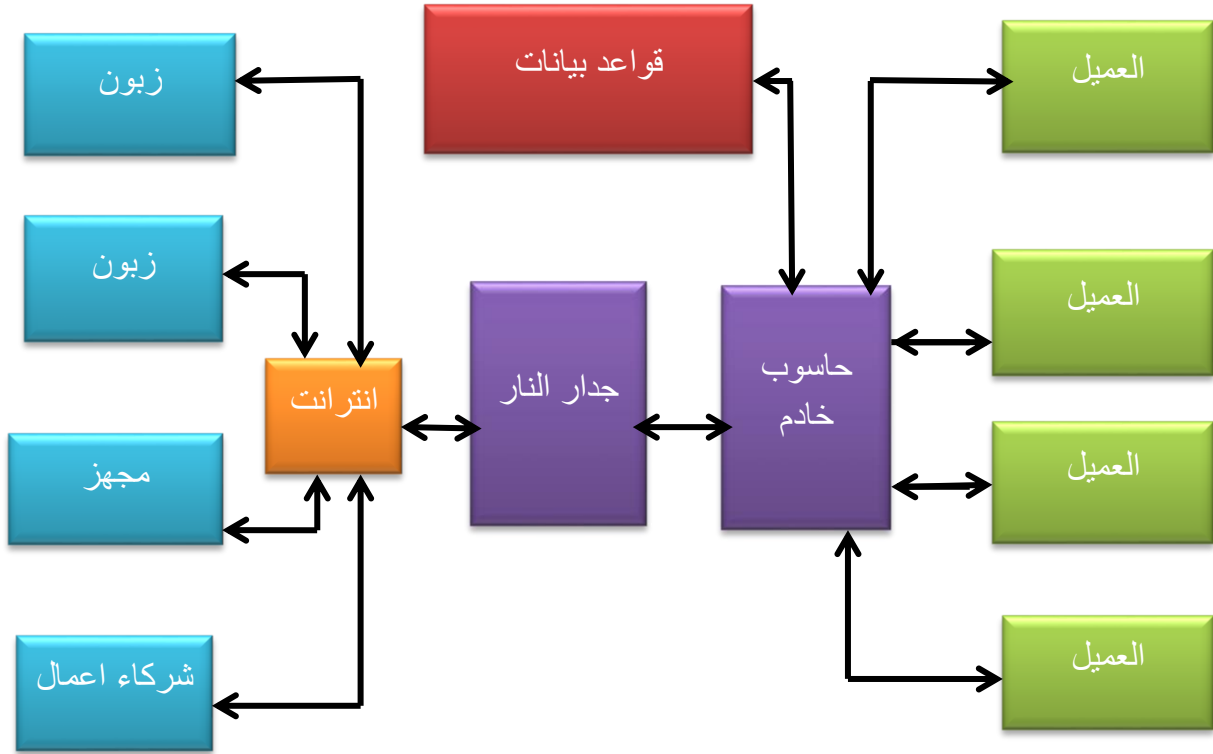 زبون
قواعد بيانات
العميل
زبون
العميل
حاسوب
خادم
جدار النار
انترانت
مجهز
العميل
شركاء اعمال
العميل